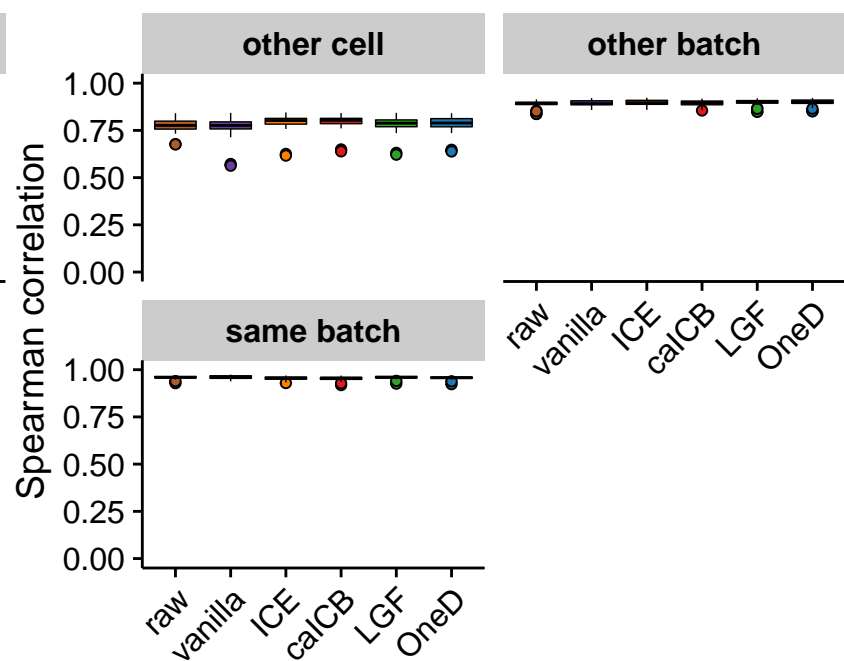 other cell
other batch
Spearman correlation
1.00
0.75
0.50
0.25
0.00
raw
vanilla
ICE
caICB
LGF
OneD
same batch
1.00
0.75
0.50
0.25
0.00
raw
vanilla
ICE
caICB
LGF
OneD